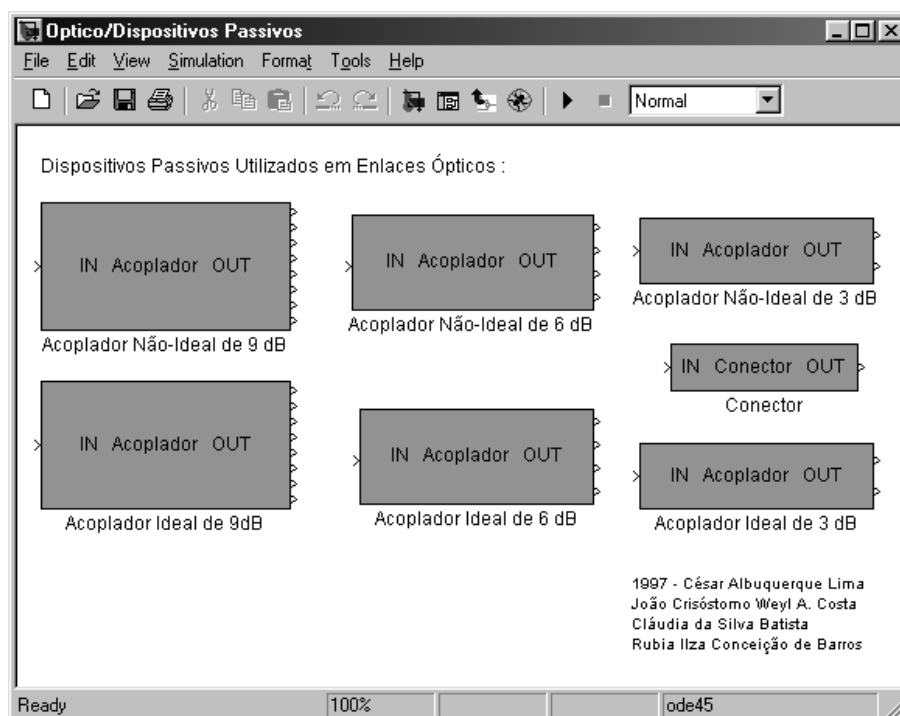 Optico/Dispositivos Passivos
File Edit View Simulation Format Tools Help
Normal
Dispositivos Passivos Utilizados em Enlaces Ópticos :
IN Acoplador OUT
Acoplador Não-Ideal de 9 dB
IN Acoplador OUT
Acoplador Não-Ideal de 6 dB
IN Acoplador OUT
Acoplador Não-Ideal de 3 dB
IN Conector OUT
Conector
IN Acoplador OUT
Acoplador Ideal de 9dB
IN Acoplador OUT
Acoplador Ideal de 6 dB
IN Acoplador OUT
Acoplador Ideal de 3 dB
1997 - César Albuquerque Lima
João Crisóstomo Weyl A. Costa
Cláudia da Silva Batista
Rubia Ilza Conceição de Barros
Ready 100% ode45